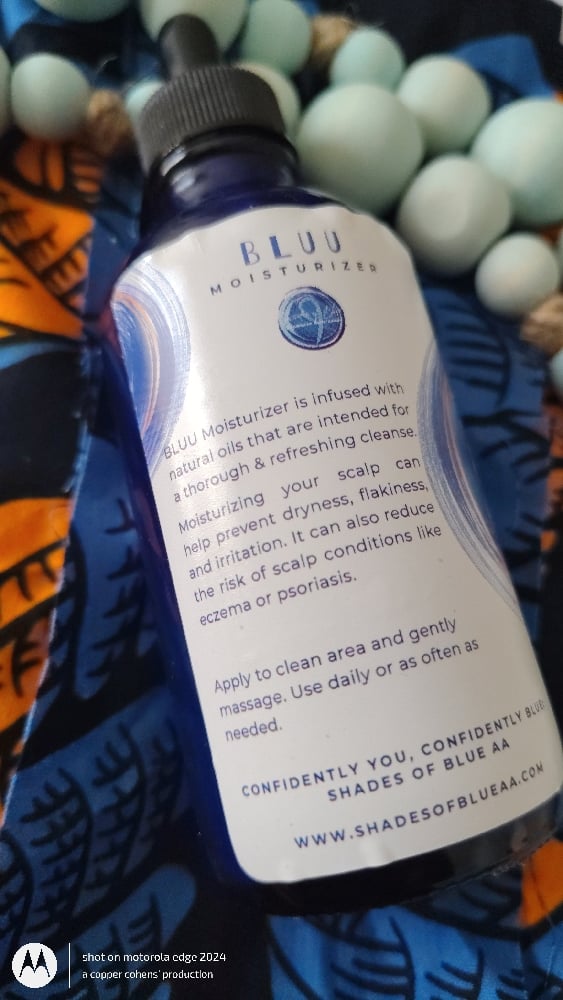 BLUU
MOISTURIZER
BLUU Moisturizer is infused with
natural oils that are intended for
a thorough & refreshing cleanse.
Moisturizing your scalp can
help prevent dryness, flakiness,
and irritation. It can also reduce
the risk of scalp conditions like
eczema or psoriasis.
Apply to clean area and gently
massage. Use daily or as often as
needed.
CONFIDENTLY YOU, CONFIDENTLY BLUE!
SHADES OF BLUE AA
WWW.SHADESOFBLUEAA.COM
shot on motorola edge 2024
a copper cohens' production